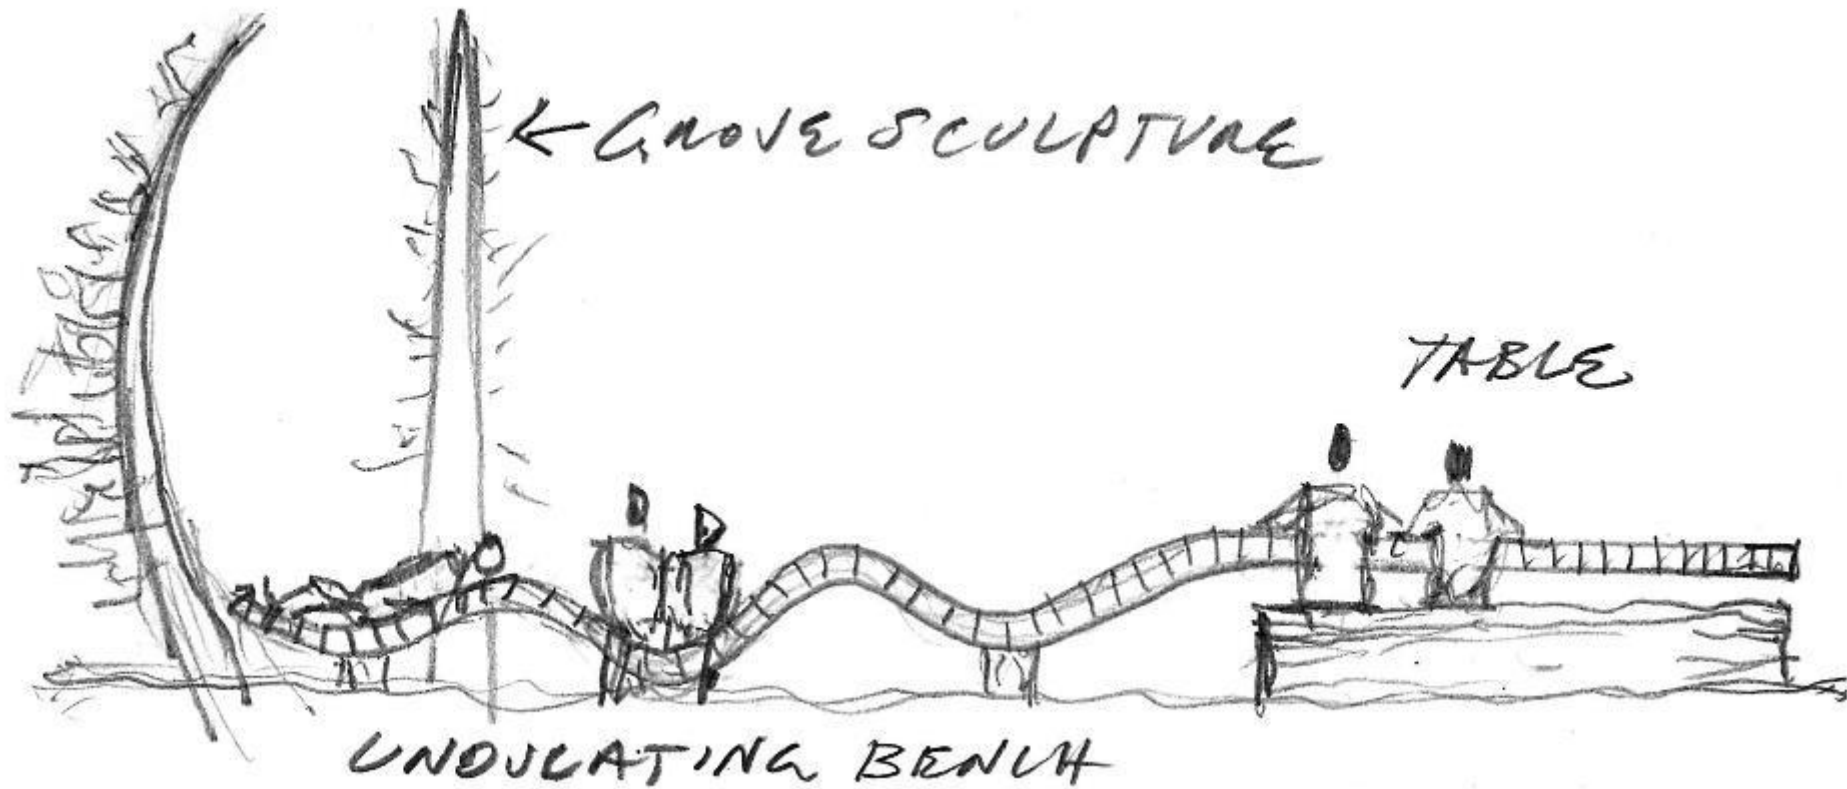 ← GROVE SCULPTURE
TABLE
UNDULATING BENCH